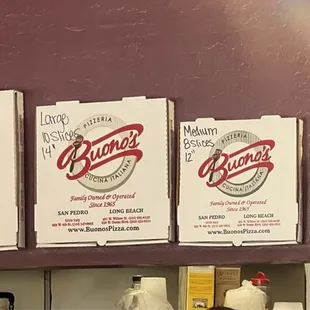 Large
10 slices
14"
PIZZERIA
Buono's
CUCINA ITALIANA
Family Owned & Operated
Since 1965
SAN PEDRO
LONG BEACH
www.BuonosPizza.com
Medium
8 slices
12"
PIZZERIA
Buono's
CUCINA ITALIANA
Family Owned & Operated
Since 1965
SAN PEDRO
LONG BEACH
www.BuonosPizza.com